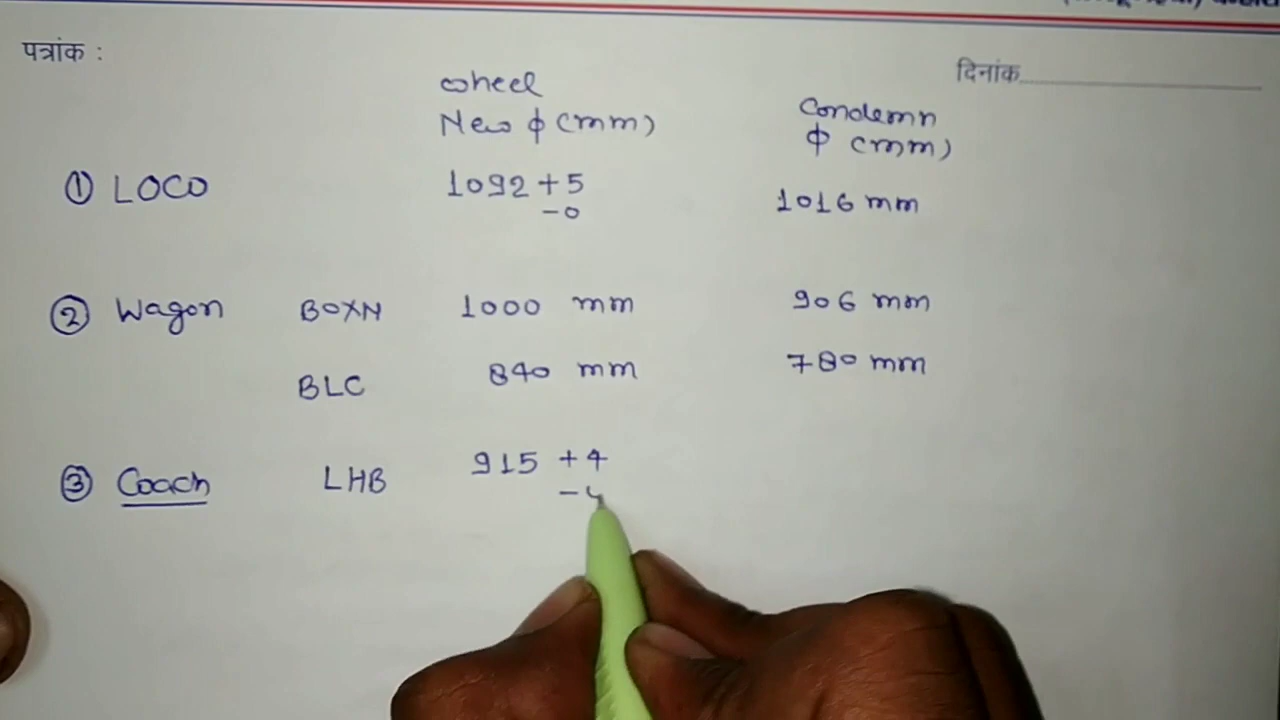 पत्रांक :
दिनांक
wheel
New ф (mm)
Condemn
ф (mm)
① LOCO 1092 +5 1016 mm
-0
② Wagon BOXN 1000 mm 906 mm
BLC 840 mm 780 mm
③ Coach LHB 915 +4
-